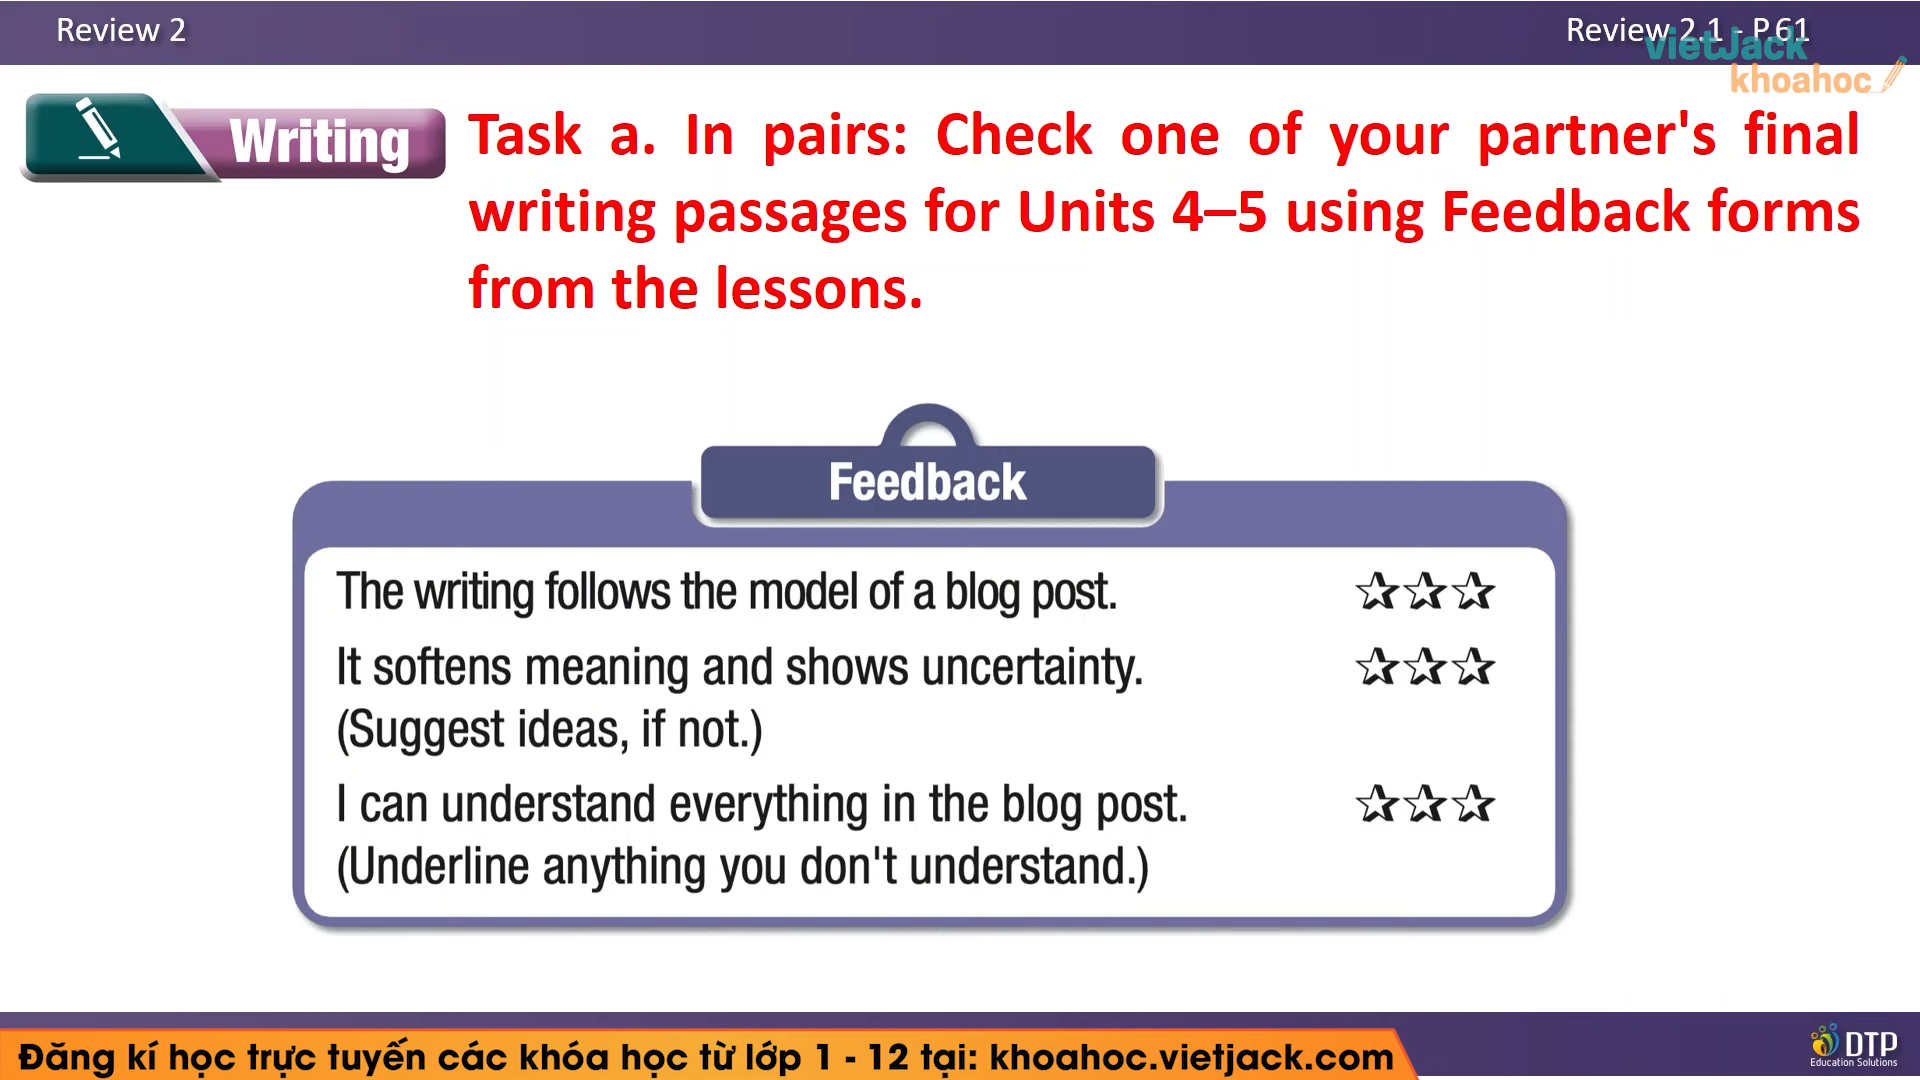 Review 2
Review 2.1 - P.61
vietJack
khoahoc
Writing
Task a. In pairs: Check one of your partner's final
writing passages for Units 4–5 using Feedback forms
from the lessons.
Feedback
The writing follows the model of a blog post. ☆☆☆
It softens meaning and shows uncertainty. ☆☆☆
(Suggest ideas, if not.)
I can understand everything in the blog post. ☆☆☆
(Underline anything you don't understand.)
Đăng kí học trực tuyến các khóa học từ lớp 1 - 12 tại: khoahoc.vietjack.com
DTP
Education Solutions